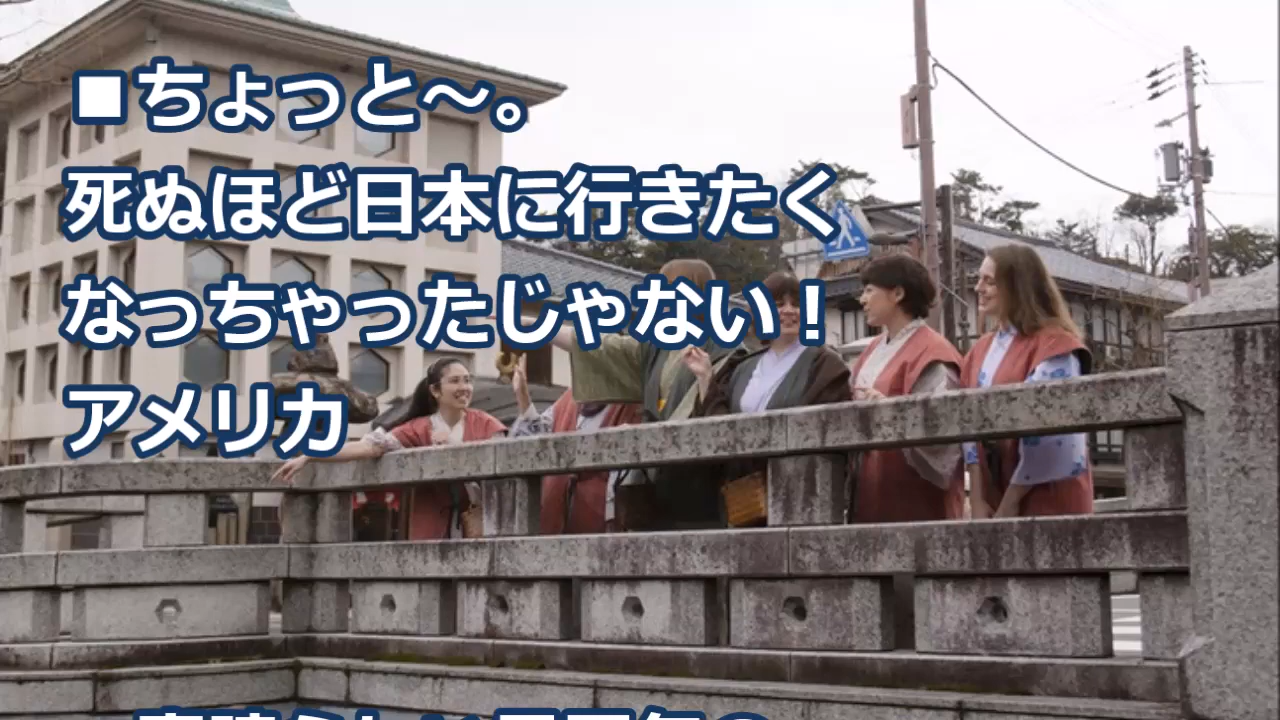 ■ちょっと～。
死ぬほど日本に行きたく
なっちゃったじゃない！
アメリカ